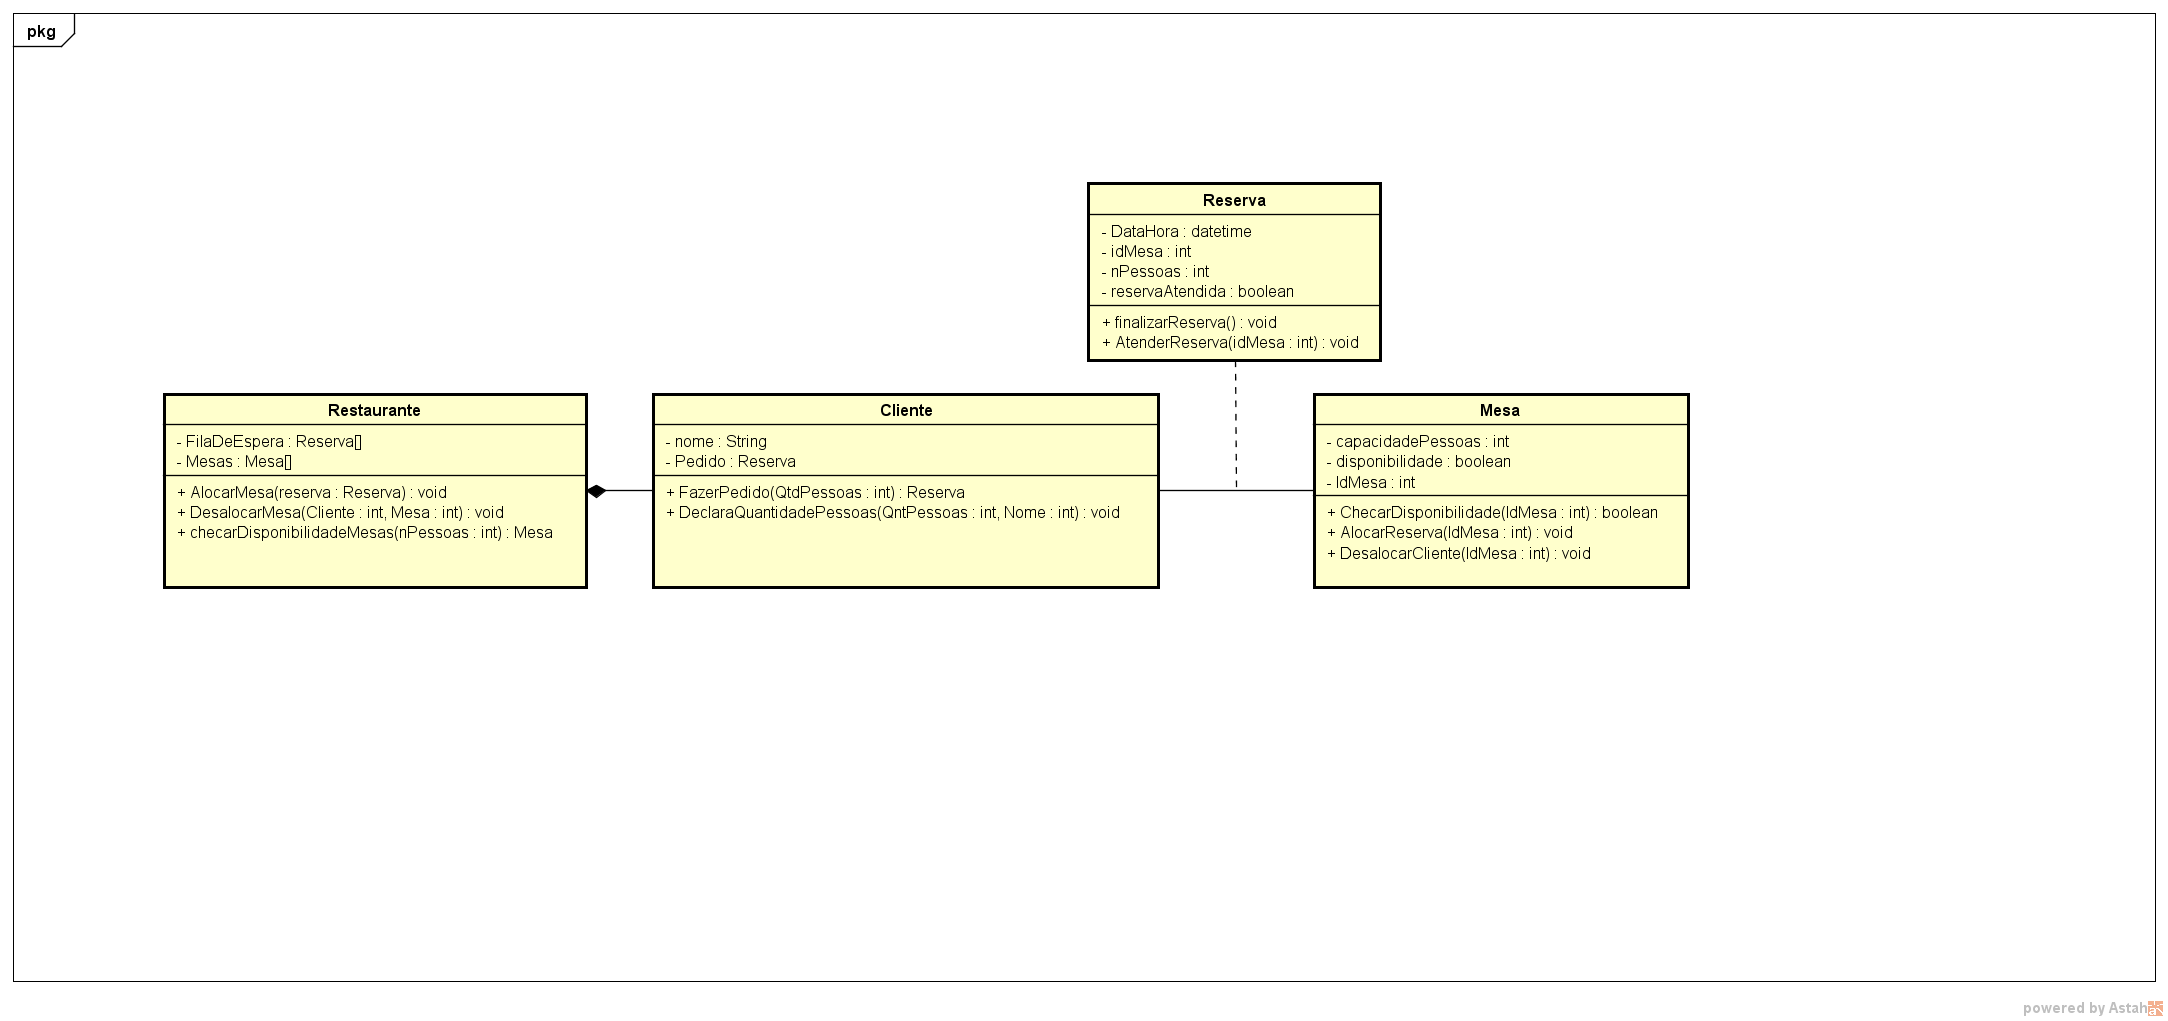 pkg
Reserva
- DataHora : datetime
- idMesa : int
- nPessoas : int
- reservaAtendida : boolean
+ finalizarReserva() : void
+ AtenderReserva(idMesa : int) : void
Restaurante
- FilaDeEspera : Reserva[]
- Mesas : Mesa[]
+ AlocarMesa(reserva : Reserva) : void
+ DesalocarMesa(Cliente : int, Mesa : int) : void
+ checarDisponibilidadeMesas(nPessoas : int) : Mesa
Cliente
- nome : String
- Pedido : Reserva
+ FazerPedido(QtdPessoas : int) : Reserva
+ DeclaraQuantidadePessoas(QntPessoas : int, Nome : int) : void
Mesa
- capacidadePessoas : int
- disponibilidade : boolean
- IdMesa : int
+ ChecarDisponibilidade(IdMesa : int) : boolean
+ AlocarReserva(IdMesa : int) : void
+ DesalocarCliente(IdMesa : int) : void
powered by Astah